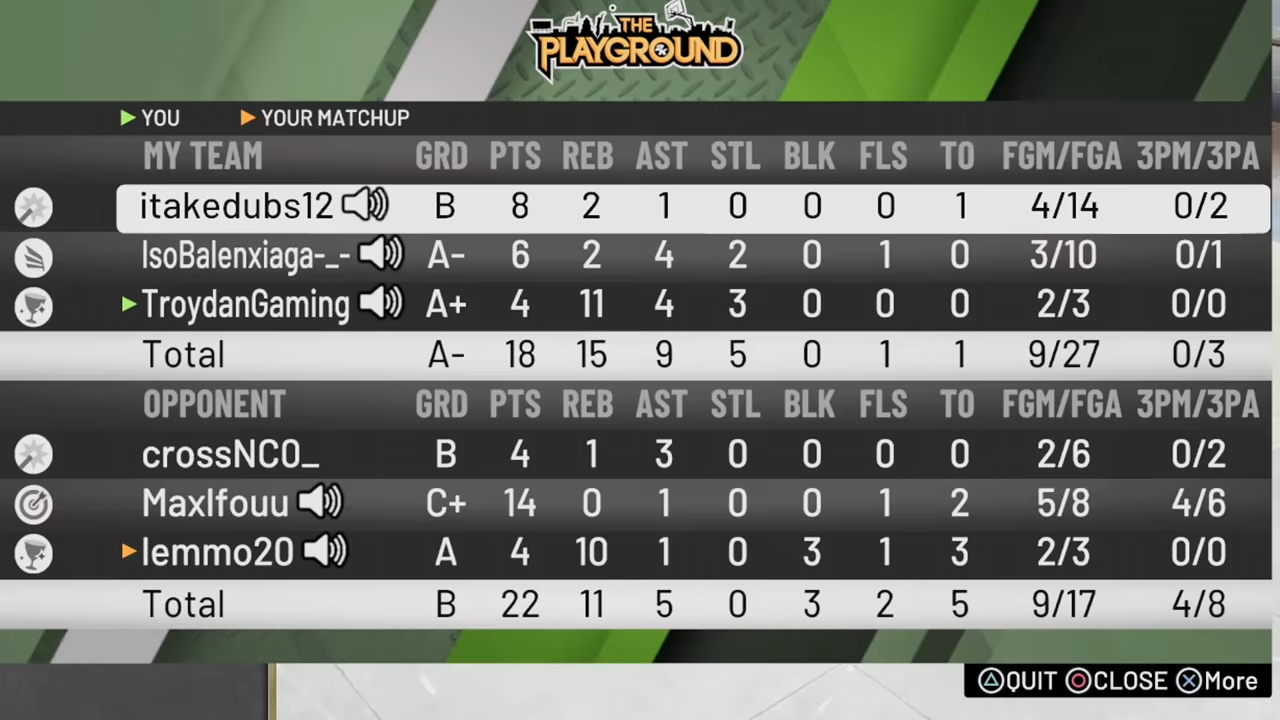 THE
PLAYGROUND
YOU YOUR MATCHUP
MY TEAM GRD PTS REB AST STL BLK FLS TO FGM/FGA 3PM/3PA
itakedubs12 B 8 2 1 0 0 0 1 4/14 0/2
IsoBalenxiaga-_- A- 6 2 4 2 0 1 0 3/10 0/1
TroydanGaming A+ 4 11 4 3 0 0 0 2/3 0/0
Total A- 18 15 9 5 0 1 1 9/27 0/3
OPPONENT GRD PTS REB AST STL BLK FLS TO FGM/FGA 3PM/3PA
crossNCO_ B 4 1 3 0 0 0 0 2/6 0/2
MaxIfouu C+ 14 0 1 0 0 1 2 5/8 4/6
lemmo20 A 4 10 1 0 3 1 3 2/3 0/0
Total B 22 11 5 0 3 2 5 9/17 4/8
QUIT CLOSE More